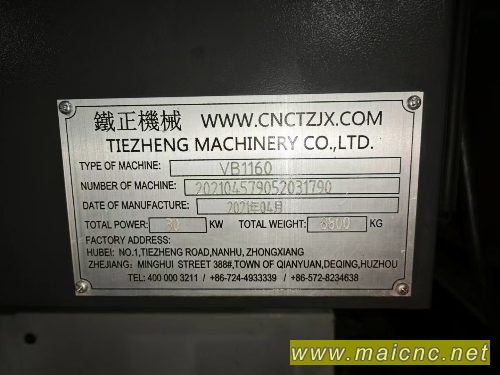 鐵正機械 WWW.CNCTZJX.COM
TIEZHENG MACHINERY CO.,LTD.
TYPE OF MACHINE: VB1160
NUMBER OF MACHINE: 202104579052031790
DATE OF MANUFACTURE: 2021年04月
TOTAL POWER: KW TOTAL WEIGHT: KG
FACTORY ADDRESS:
HUBEI: NO.1,TIEZHENG ROAD,NANHU,ZHONGXIANG
ZHEJIANG: MINGHUI STREET 388#,TOWN OF QIANYUAN,DEQING,HUZHOU
TEL: 400 000 3211 / +86-724-4933339 / +86-572-8234638
www.maicnc.net